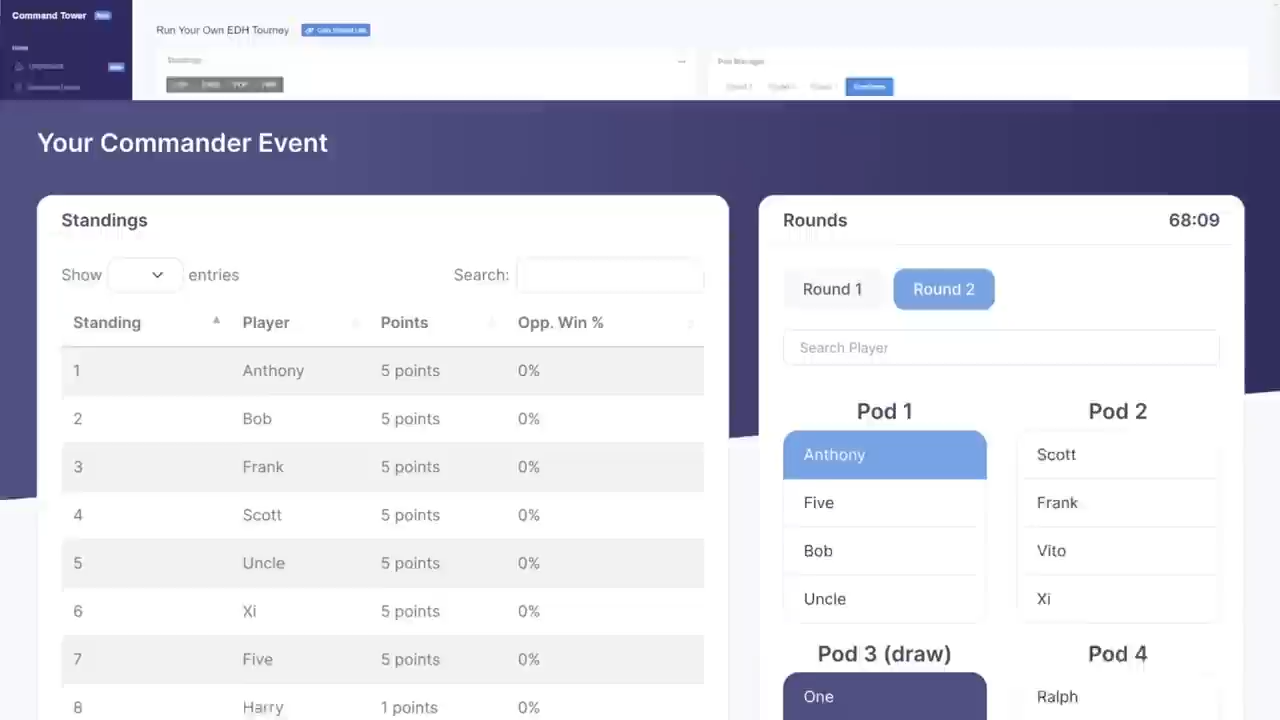 Command Tower
Run Your Own EDH Tourney
Standings
Pod Manager
Your Commander Event
Standings
Show entries Search:
Standing Player Points Opp. Win %
1 Anthony 5 points 0%
2 Bob 5 points 0%
3 Frank 5 points 0%
4 Scott 5 points 0%
5 Uncle 5 points 0%
6 Xi 5 points 0%
7 Five 5 points 0%
8 Harry 1 points 0%
Rounds 68:09
Round 1 Round 2
Search Player
Pod 1 Pod 2
Anthony Scott
Five Frank
Bob Vito
Uncle Xi
Pod 3 (draw) Pod 4
One Ralph